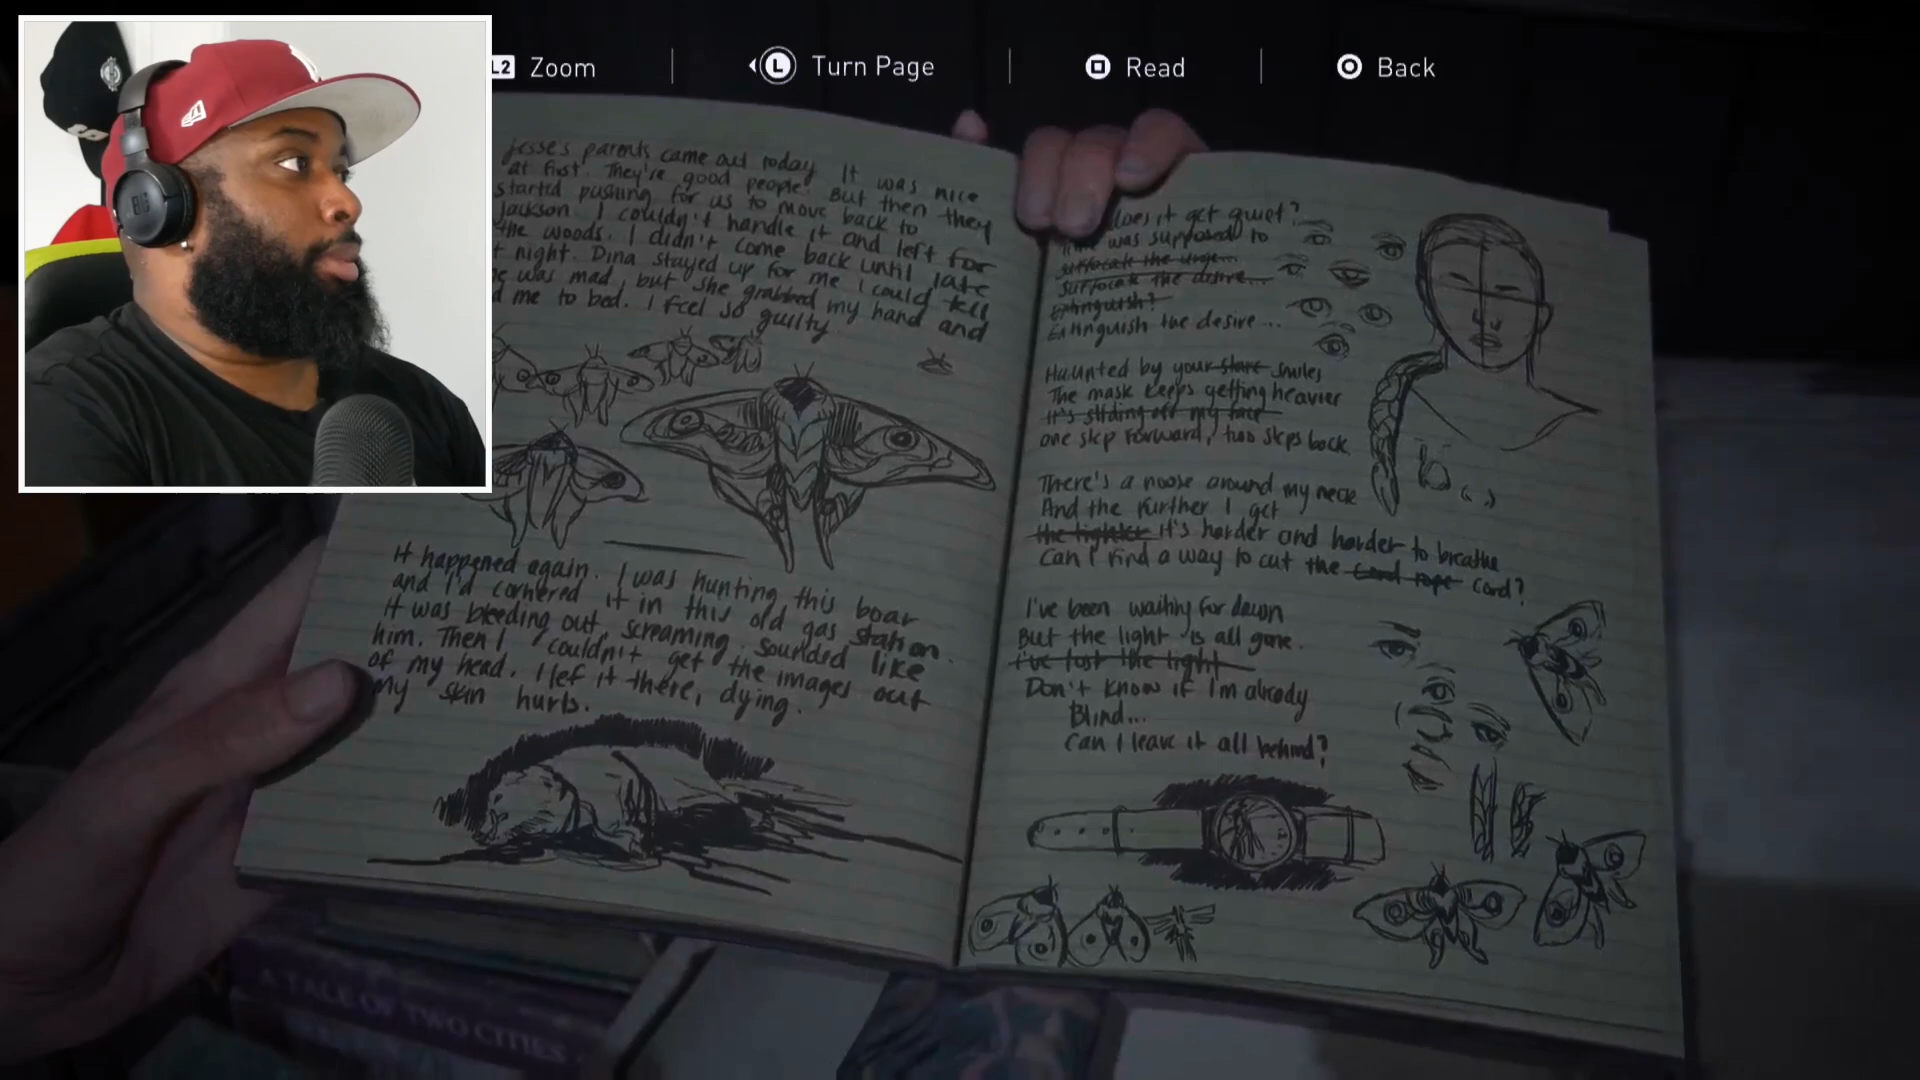 L2 Zoom
L Turn Page
Read
Back
Jesse's parents came out today It was nice
at first. They're good people. But then they
started pushing for us to move back to
Jackson. I couldn't handle it and left for
the woods. I didn't come back until late
night. Dina stayed up for me I could tell
was mad, but she grabbed my hand and
me to bed. I feel so guilty
It happened again. I was hunting this boar
and I'd cornered it in this old gas station.
It was bleeding out, screaming. Sounded like
him. Then I couldn't get the images out
of my head. I lef it there, dying.
My skin hurts.
does it get quiet?
was supposed to
suffocate the urge...
suffocate the desire...
extinguish?
Extinguish the desire...
Haunted by your stare smiles
The mask keeps getting heavier
It's sliding off my face
one step forward, two steps back
There's a noose around my neck
And the further I get
the tighter it's harder and harder to breathe
Can I find a way to cut the cord rope cord?
I've been waiting for dawn
But the light is all gone.
I've lost the light
Don't know if I'm already
Blind...
Can I leave it all behind?
A TALE OF TWO CITIES